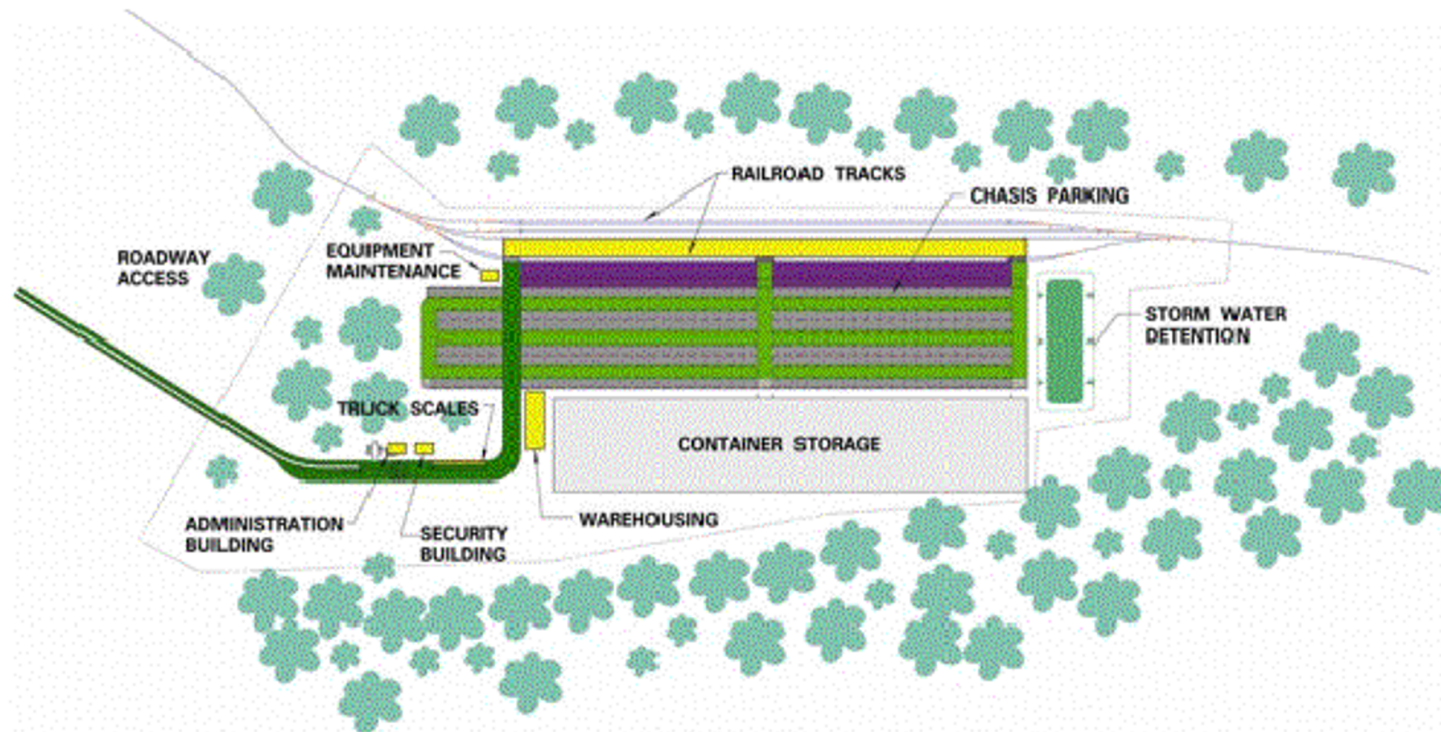 RAILROAD TRACKS
CHASIS PARKING
ROADWAY
ACCESS
EQUIPMENT
MAINTENANCE
STORM WATER
DETENTION
TRUCK SCALES
CONTAINER STORAGE
ADMINISTRATION
BUILDING
SECURITY
BUILDING
WAREHOUSING